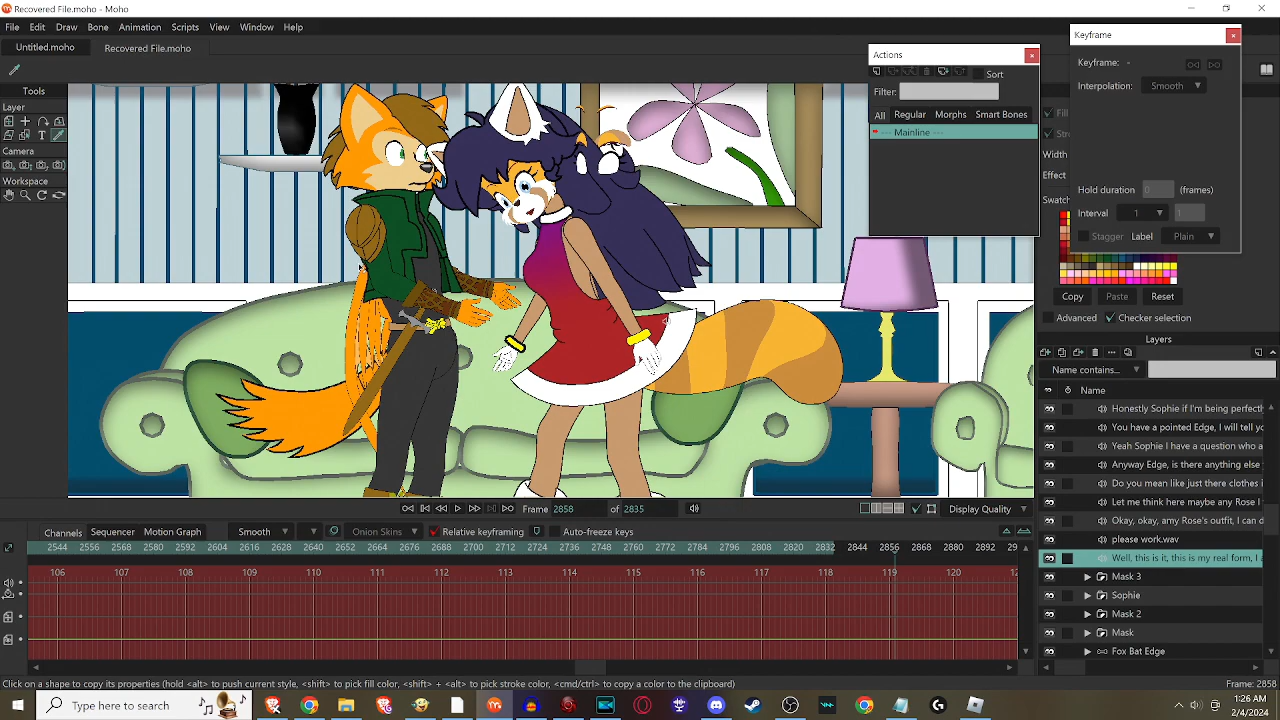 Recovered File.moho - Moho
File Edit Draw Bone Animation Scripts View Window Help
Untitled.moho Recovered File.moho
Tools
Layer
Camera
Workspace
Actions
Sort
Filter:
All Regular Morphs Smart Bones
--- Mainline ---
Keyframe
Keyframe: -
Interpolation: Smooth
Hold duration 0 (frames)
Interval 1 1
Stagger Label Plain
Fill
Stro
Width
Effect
Swatch
Copy Paste Reset
Advanced Checker selection
Layers
Name contains...
Name
Honestly Sophie if I'm being perfectly
You have a pointed Edge, I will tell yo
Yeah Sophie I have a question who a
Anyway Edge, is there anything else
Do you mean like just there clothes i
Let me think here maybe any Rose I
Okay, okay, any Rose's outfit, I can d
please work.wav
Well, this is it, this is my real form, I a
Mask 3
Sophie
Mask 2
Mask
Fox Bat Edge
Frame 2858 of 2835 Display Quality
Channels Sequencer Motion Graph Smooth Onion Skins Relative keyframing Auto-freeze keys
2544 2556 2568 2580 2592 2604 2616 2628 2640 2652 2664 2676 2688 2700 2712 2724 2736 2748 2760 2772 2784 2796 2808 2820 2832 2844 2856 2868 2880 2892 29
106 107 108 109 110 111 112 113 114 115 116 117 118 119 120 12
Click on a shape to copy its properties (hold <alt> to push current style, <shift> to pick fill color, <shift> + <alt> to pick stroke color, <cmd/ctrl> to copy a color to the clipboard) Frame: 2858
Type here to search
1:26 AM
2/4/2024